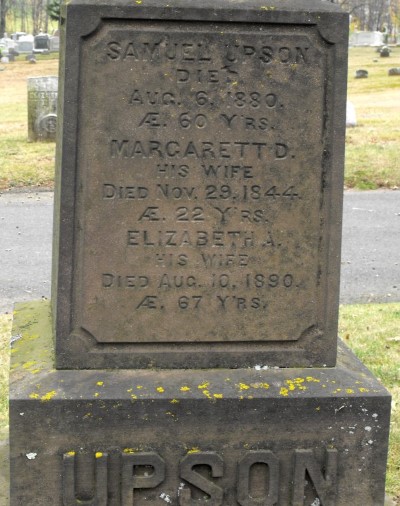 SAMUEL UPSON
DIED
AUG. 6, 1880.
Æ. 60 Y'RS.
MARGARETT D.
HIS WIFE
DIED NOV. 29, 1844.
Æ. 22 Y'RS.
ELIZABETH A.
HIS WIFE
DIED AUG. 10, 1890.
Æ. 67 Y'RS.
UPSON